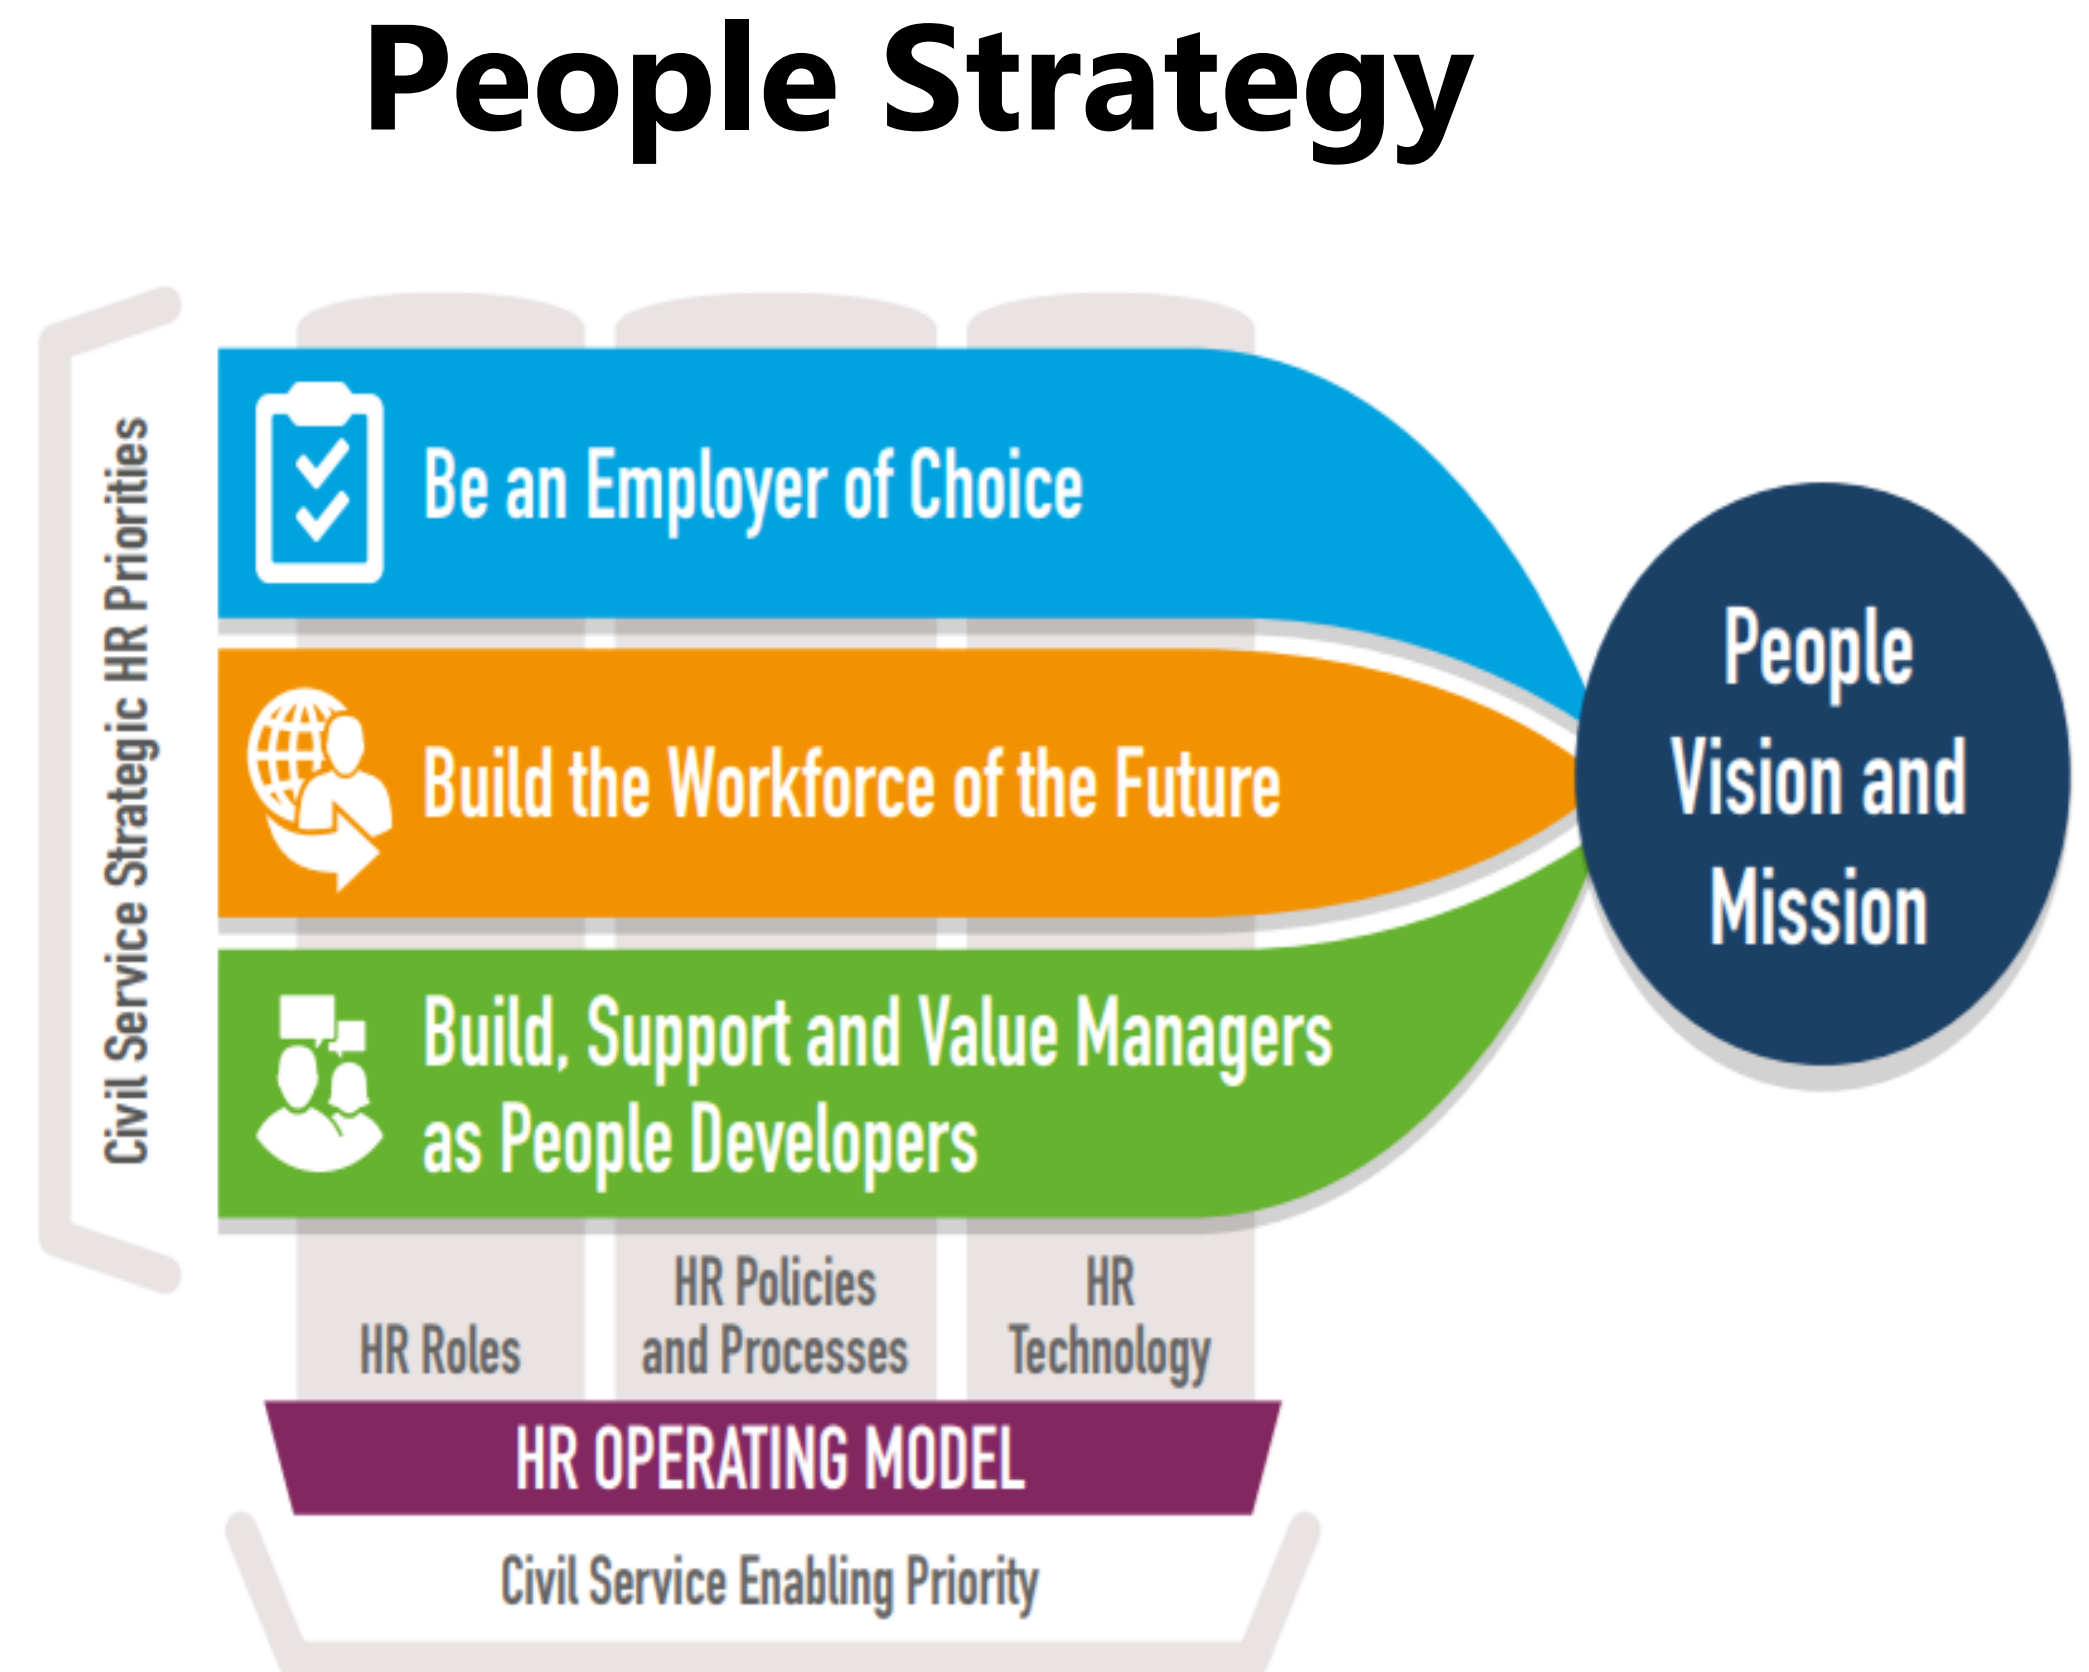 People Strategy
Civil Service Strategic HR Priorities
Be an Employer of Choice
Build the Workforce of the Future
Build, Support and Value Managers
as People Developers
People
Vision and
Mission
HR Roles
HR Policies
and Processes
HR
Technology
HR OPERATING MODEL
Civil Service Enabling Priority